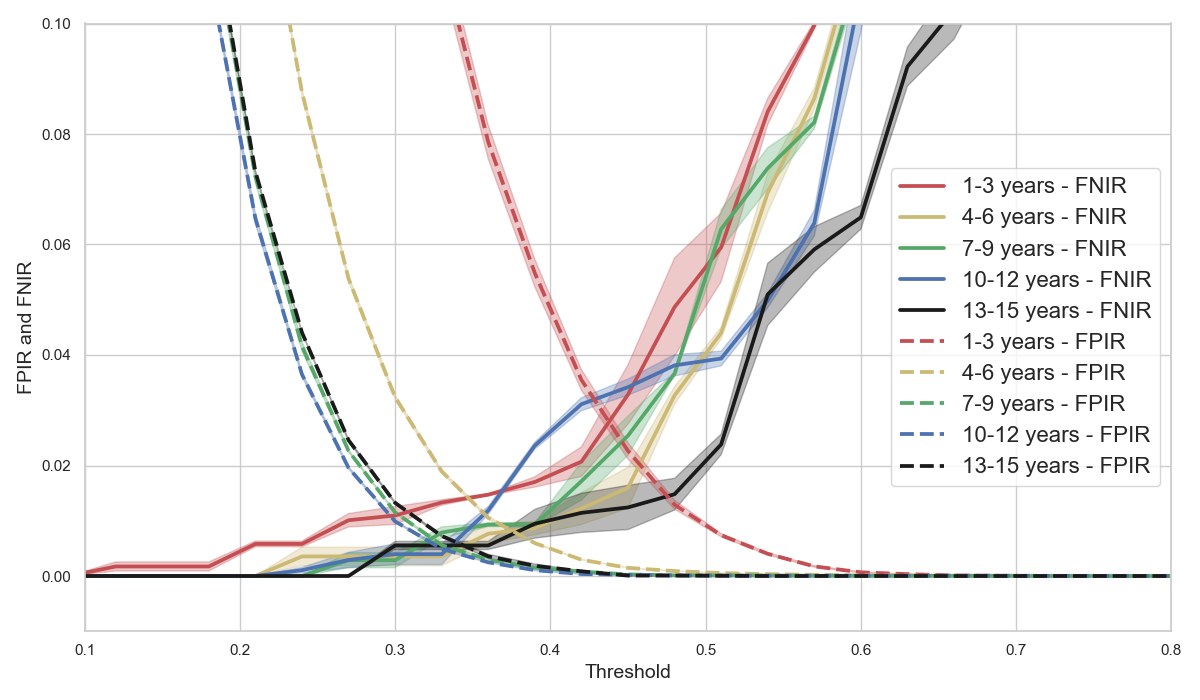 0.10
0.08
0.06
0.04
0.02
0.00
FPIR and FNIR
1-3 years - FNIR
4-6 years - FNIR
7-9 years - FNIR
10-12 years - FNIR
13-15 years - FNIR
1-3 years - FPIR
4-6 years - FPIR
7-9 years - FPIR
10-12 years - FPIR
13-15 years - FPIR
0.1 0.2 0.3 0.4 0.5 0.6 0.7 0.8
Threshold